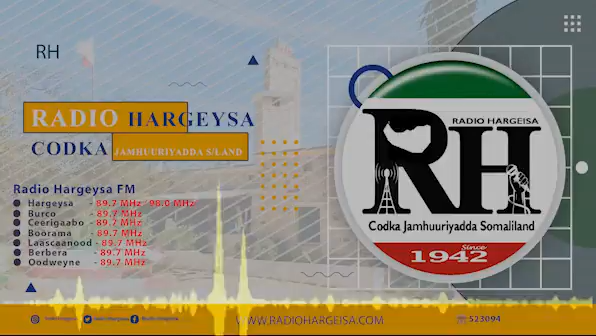 RH
RADIO HARGEYSA
CODKA JAMHUURIYADDA S/LAND
Radio Hargeysa FM
Hargeysa - 89.7 MHz - 98.0 MHz
Burco - 89.7 MHz
Ceerigaabo - 89.7 MHz
Boorama - 89.7 MHz
Laascaanood - 89.7 MHz
Berbera - 89.7 MHz
Oodweyne - 89.7 MHz
RADIO HARGEISA
RH
Codka Jamhuuriyadda Somaliland
Since
1942
WWW.RADIOHARGEISA.COM
523094